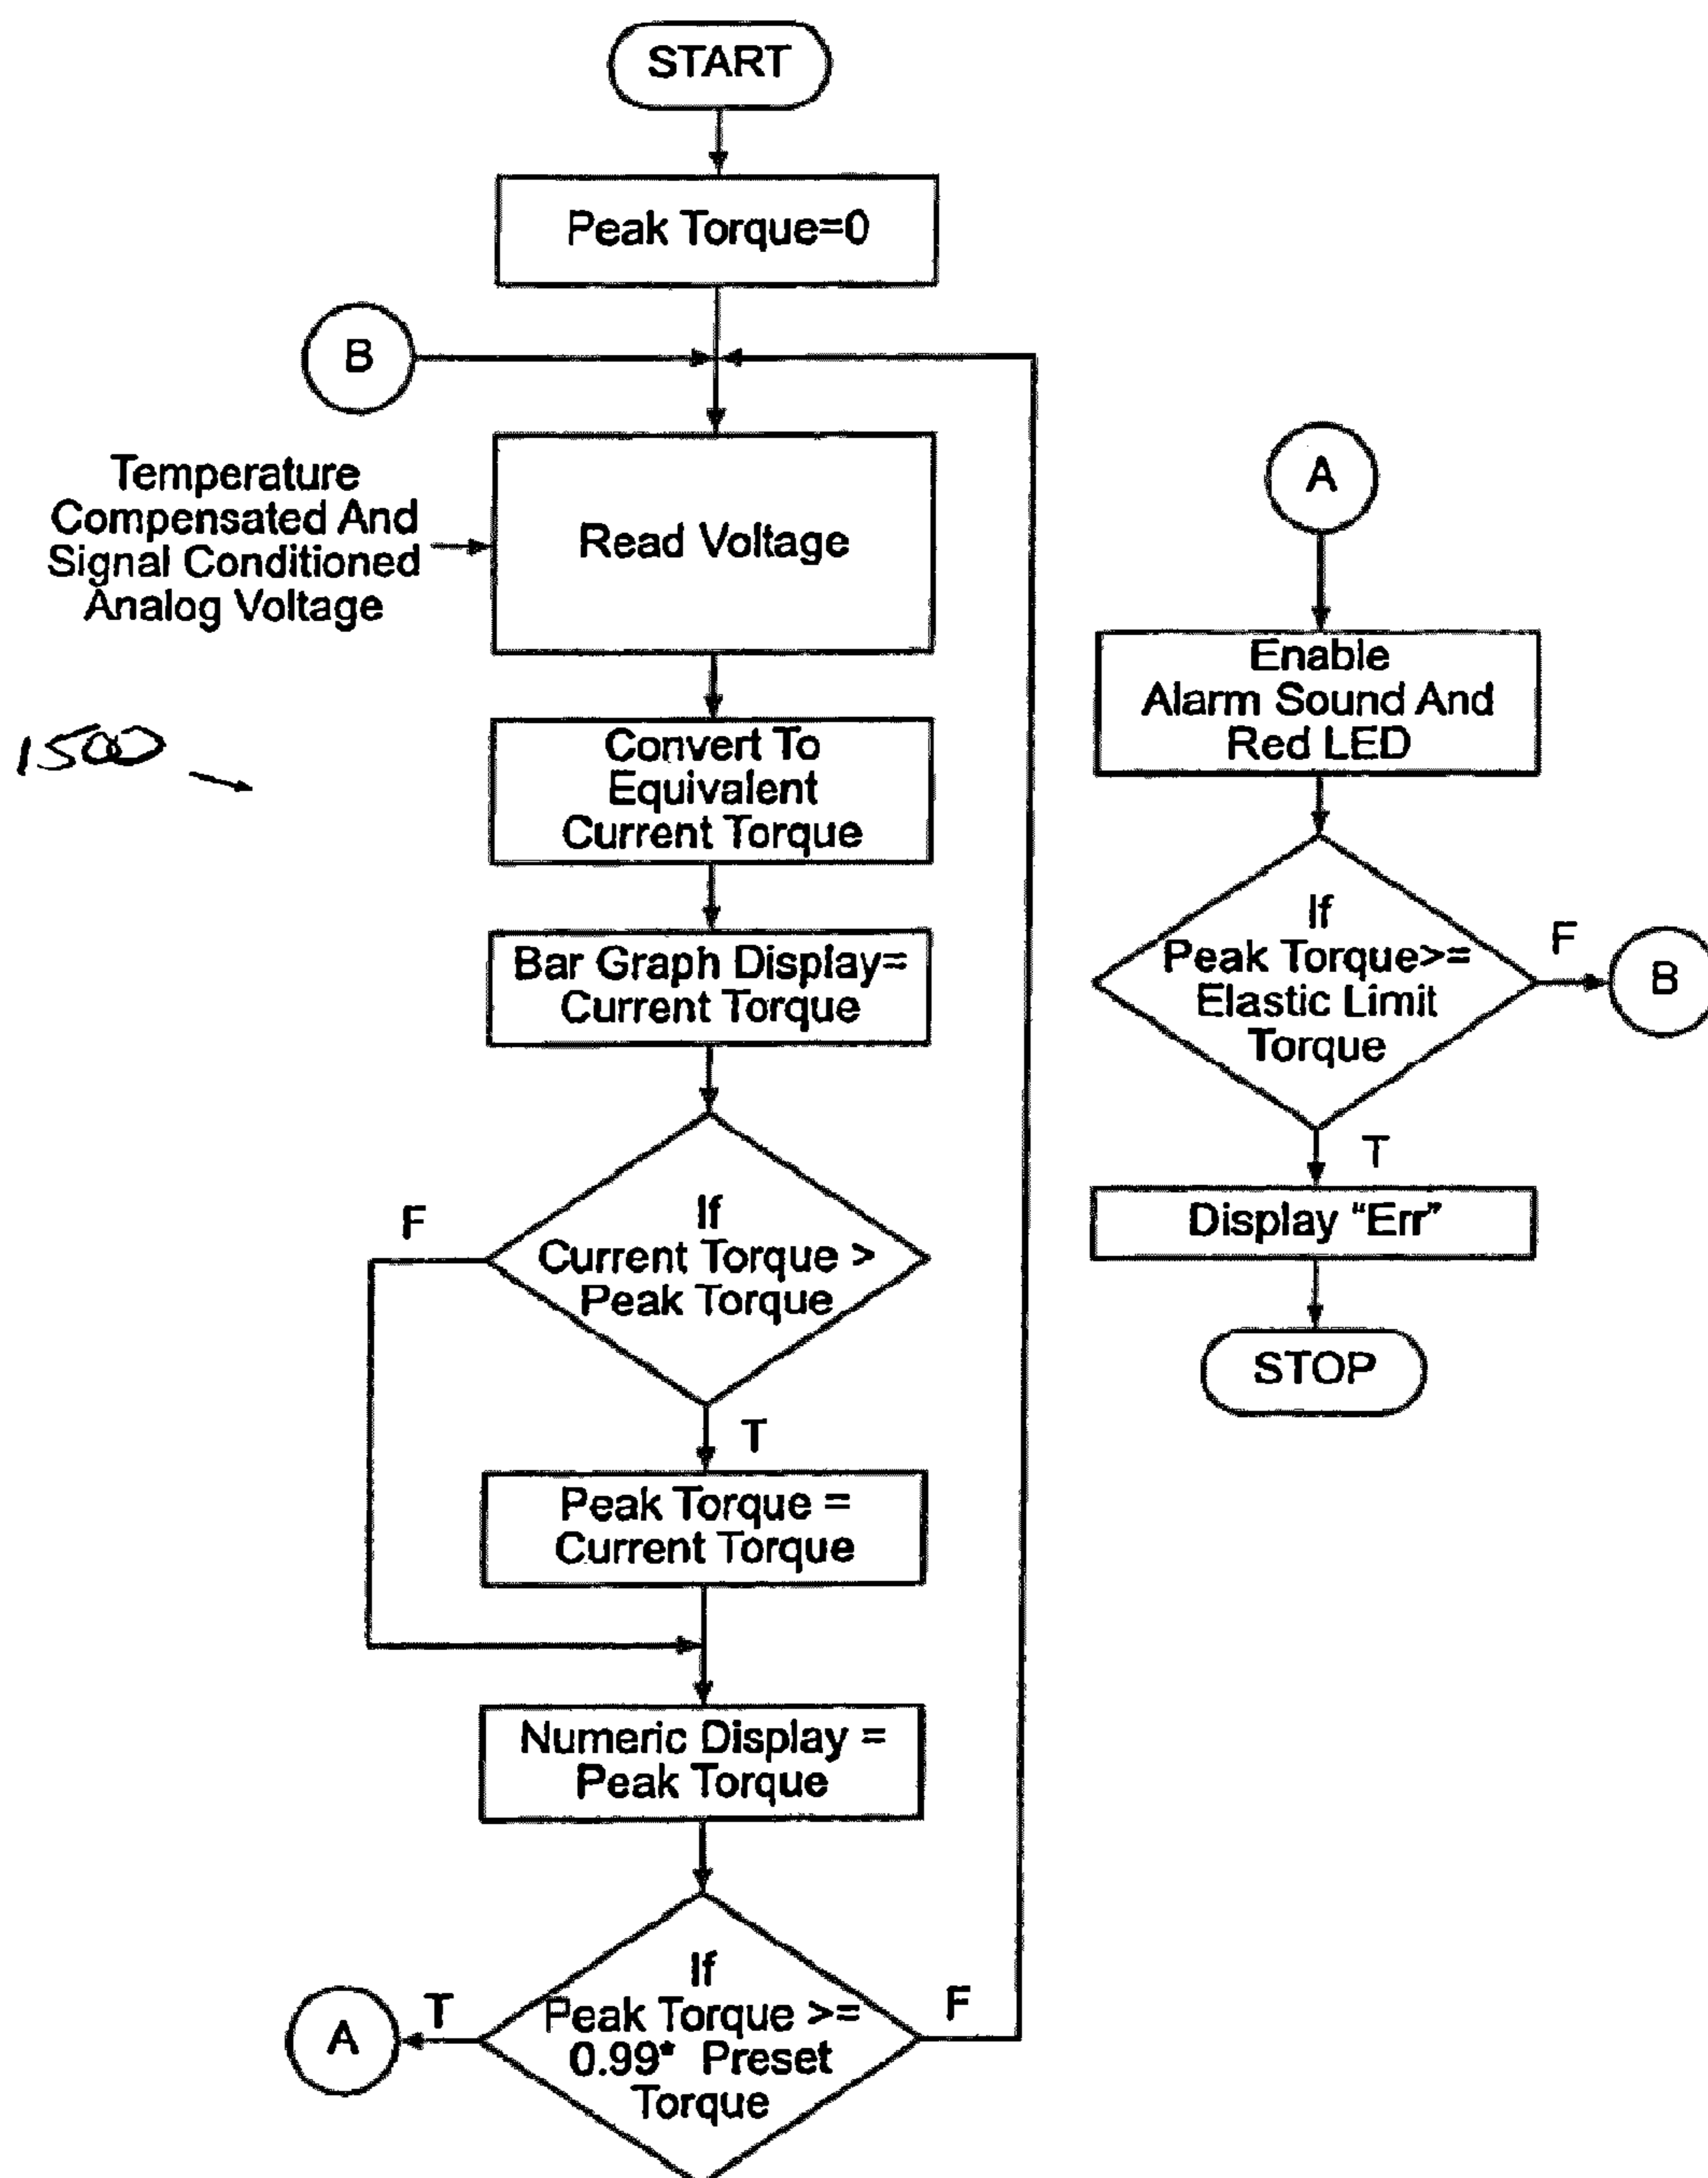 START
Peak Torque=0
B
Temperature
Compensated And
Signal Conditioned
Analog Voltage
Read Voltage
1500
Convert To
Equivalent
Current Torque
Bar Graph Display=
Current Torque
If
Current Torque >
Peak Torque
F
T
Peak Torque =
Current Torque
Numeric Display =
Peak Torque
If
Peak Torque >=
0.99* Preset
Torque
T
A
F
A
Enable
Alarm Sound And
Red LED
If
Peak Torque>=
Elastic Limit
Torque
F
B
T
Display “Err”
STOP